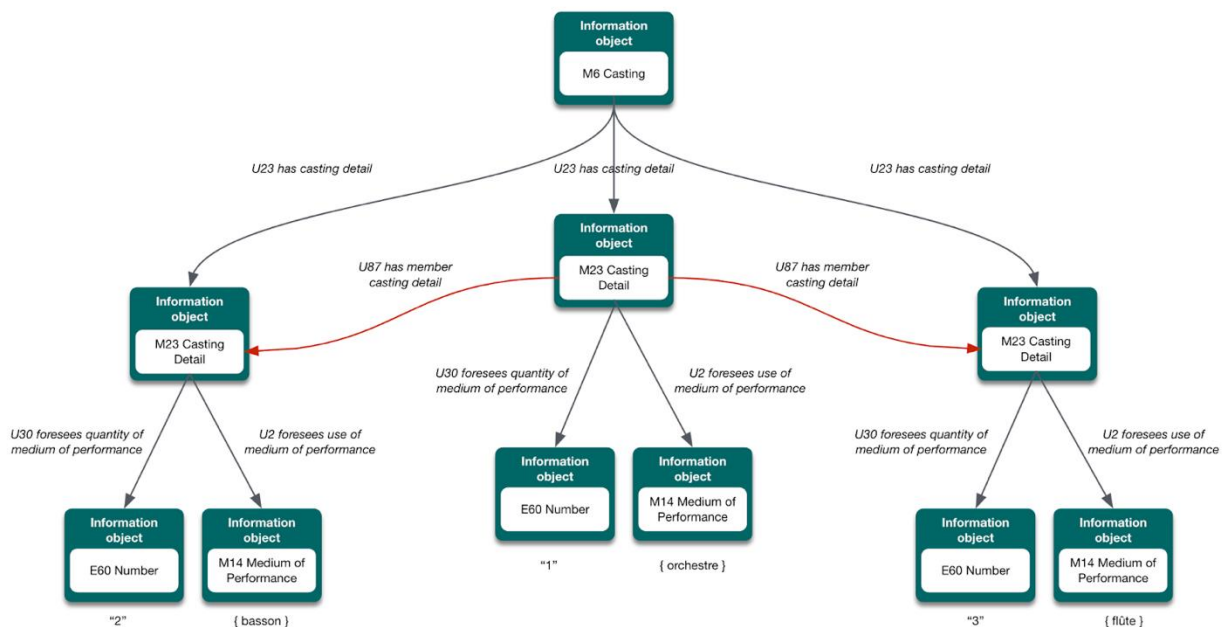 Information
object
M6 Casting
U23 has casting detail
U23 has casting detail
U23 has casting detail
Information
object
M23 Casting
Detail
U87 has member
casting detail
U87 has member
casting detail
Information
object
M23 Casting
Detail
Information
object
M23 Casting
Detail
U30 foresees quantity of
medium of performance
U2 foresees use of
medium of performance
U30 foresees quantity of
medium of performance
U2 foresees use of
medium of performance
U30 foresees quantity of
medium of performance
U2 foresees use of
medium of performance
Information
object
E60 Number
“2”
Information
object
M14 Medium of
Performance
{ basson }
Information
object
E60 Number
“1”
Information
object
M14 Medium of
Performance
{ orchestre }
Information
object
E60 Number
“3”
Information
object
M14 Medium of
Performance
{ flûte }